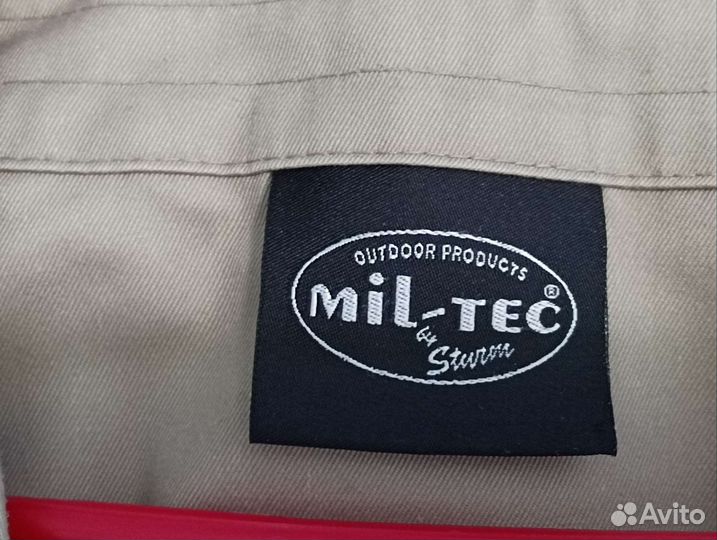 OUTDOOR PRODUCTS
MiL-TEC®
by Sturm
Avito